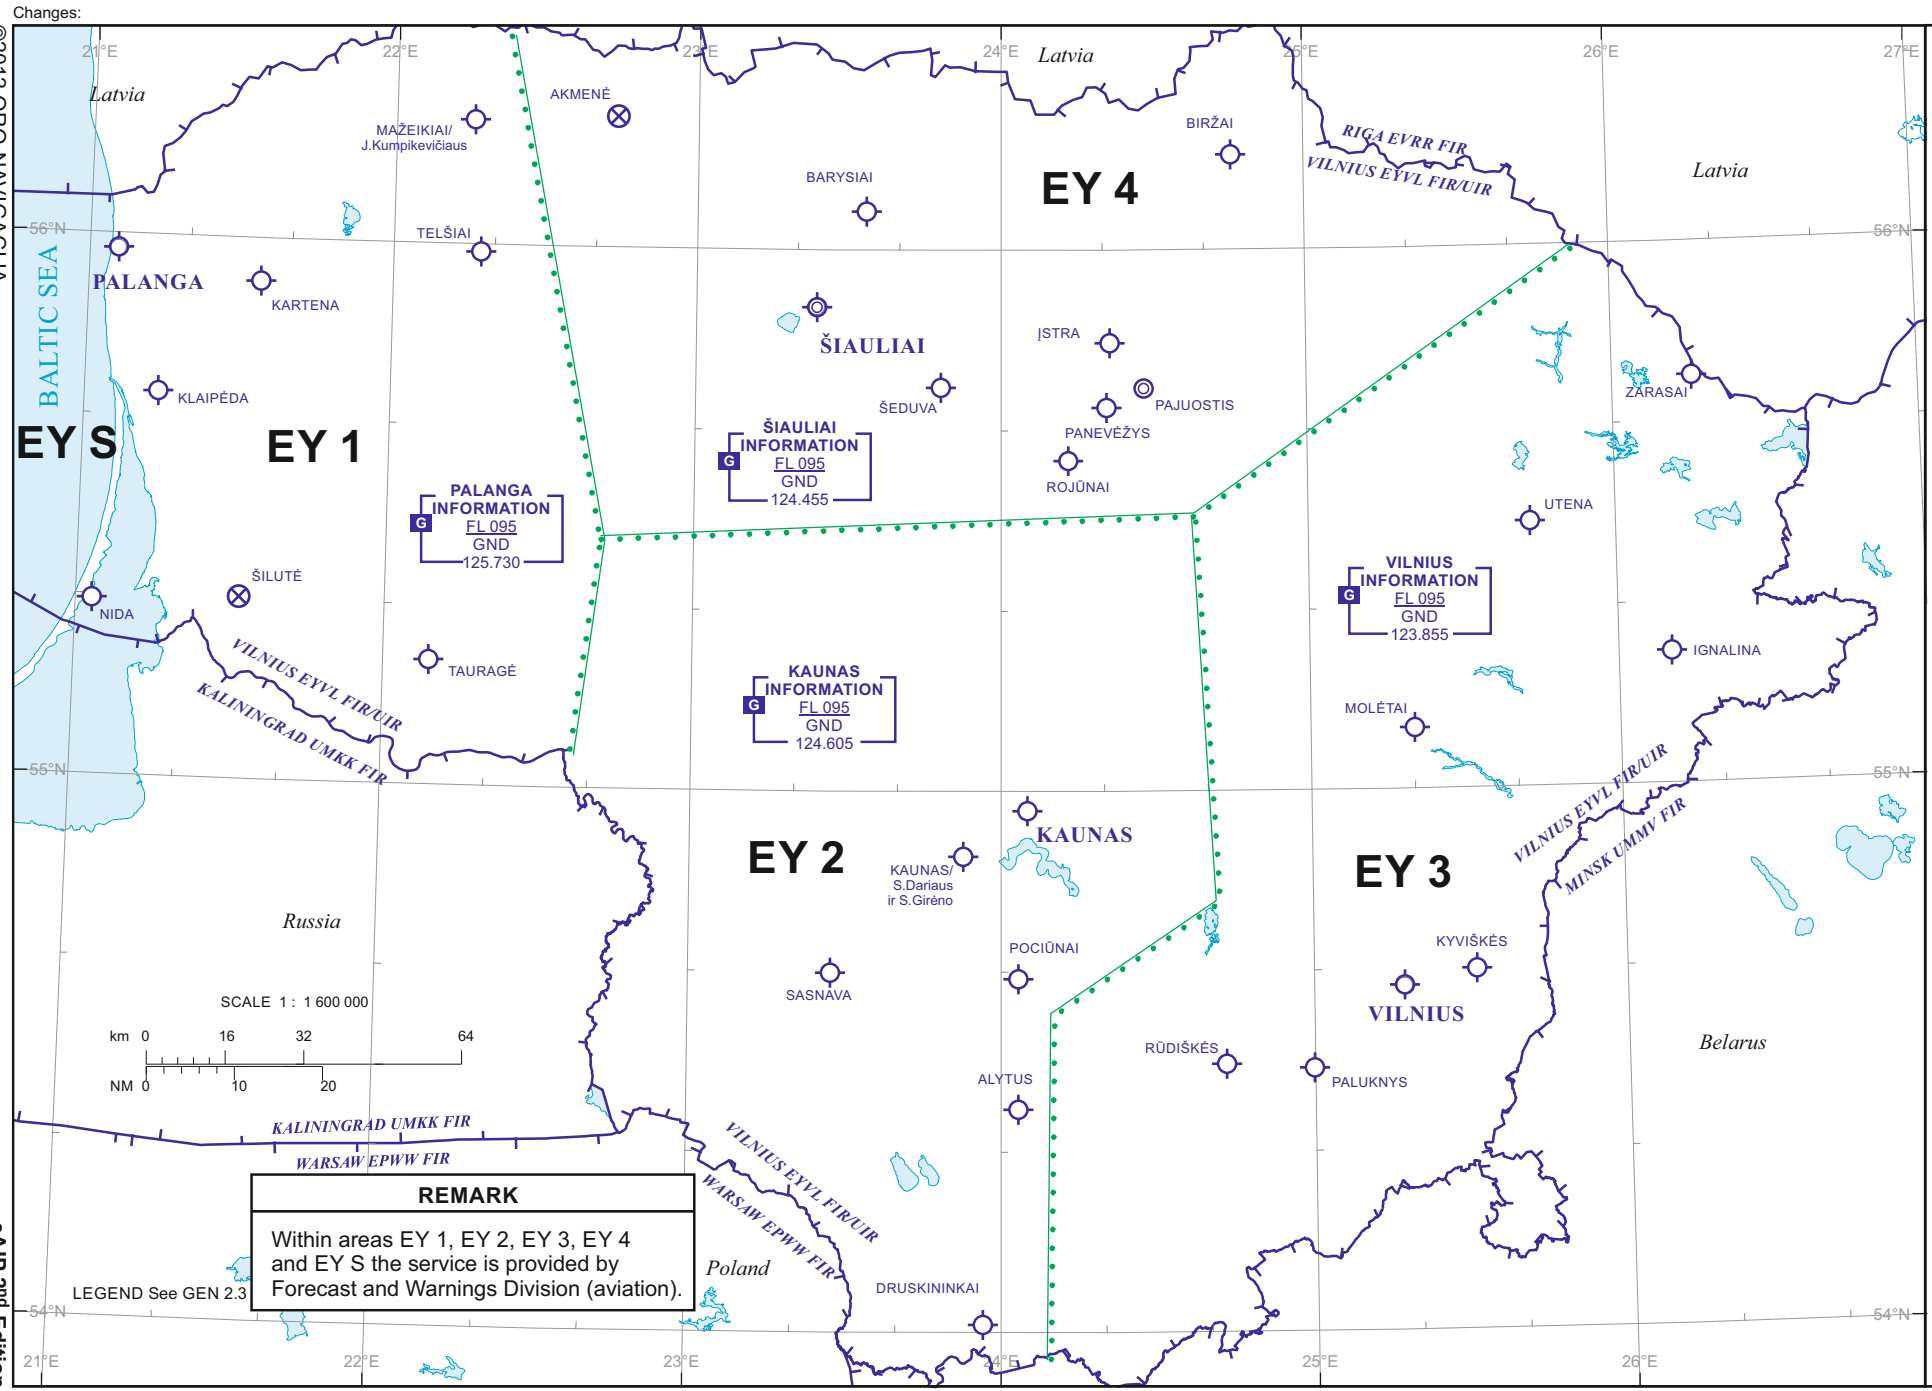 Changes:
21°E
22°E
23°E
24°E
25°E
26°E
27°E
Latvia
Latvia
Latvia
AKMENĖ
MAŽEIKIAI/
J.Kumpikevičiaus
BIRŽAI
RIGA EVRR FIR
VILNIUS EYVL FIR/UIR
BARYSIAI
EY 4
TELŠIAI
56°N
56°N
PALANGA
KARTENA
BALTIC SEA
ŠIAULIAI
ĮSTRA
KLAIPĖDA
ŠEDUVA
PAJUOSTIS
ZARASAI
PANEVĖŽYS
EY S
EY 1
ŠIAULIAI
INFORMATION
G
FL 095
GND
124.455
ROJŪNAI
PALANGA
INFORMATION
G
FL 095
GND
125.730
UTENA
VILNIUS
INFORMATION
G
FL 095
GND
123.855
ŠILUTĖ
NIDA
IGNALINA
TAURAGĖ
VILNIUS EYVL FIR/UIR
KALININGRAD UMKK FIR
KAUNAS
INFORMATION
G
FL 095
GND
124.605
MOLĖTAI
55°N
55°N
VILNIUS EYVL FIR/UIR
MINSK UMMV FIR
KAUNAS
EY 2
EY 3
KAUNAS/
S.Dariaus
ir S.Girėno
Russia
POCIŪNAI
KYVIŠKĖS
SASNAVA
VILNIUS
SCALE 1 : 1 600 000
km 0 16 32 64
NM 0 10 20
RŪDIŠKĖS
PALUKNYS
Belarus
ALYTUS
KALININGRAD UMKK FIR
WARSAW EPWW FIR
VILNIUS EYVL FIR/UIR
WARSAW EPWW FIR
REMARK
Within areas EY 1, EY 2, EY 3, EY 4
and EY S the service is provided by
Forecast and Warnings Division (aviation).
Poland
DRUSKININKAI
LEGEND See GEN 2.3
54°N
54°N
21°E
22°E
23°E
24°E
25°E
26°E